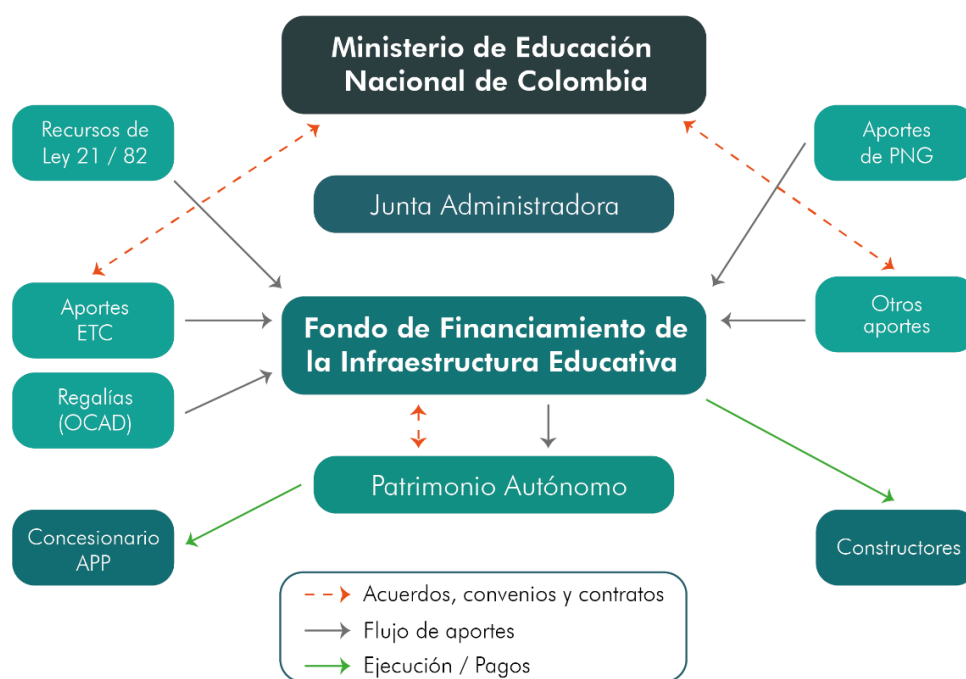 Ministerio de Educación
Nacional de Colombia
Recursos de
Ley 21 / 82
Aportes
de PNG
Junta Administradora
Aportes
ETC
Fondo de Financiamiento de
la Infraestructura Educativa
Otros
aportes
Regalías
(OCAD)
Patrimonio Autónomo
Concesionario
APP
Constructores
Acuerdos, convenios y contratos
Flujo de aportes
Ejecución / Pagos